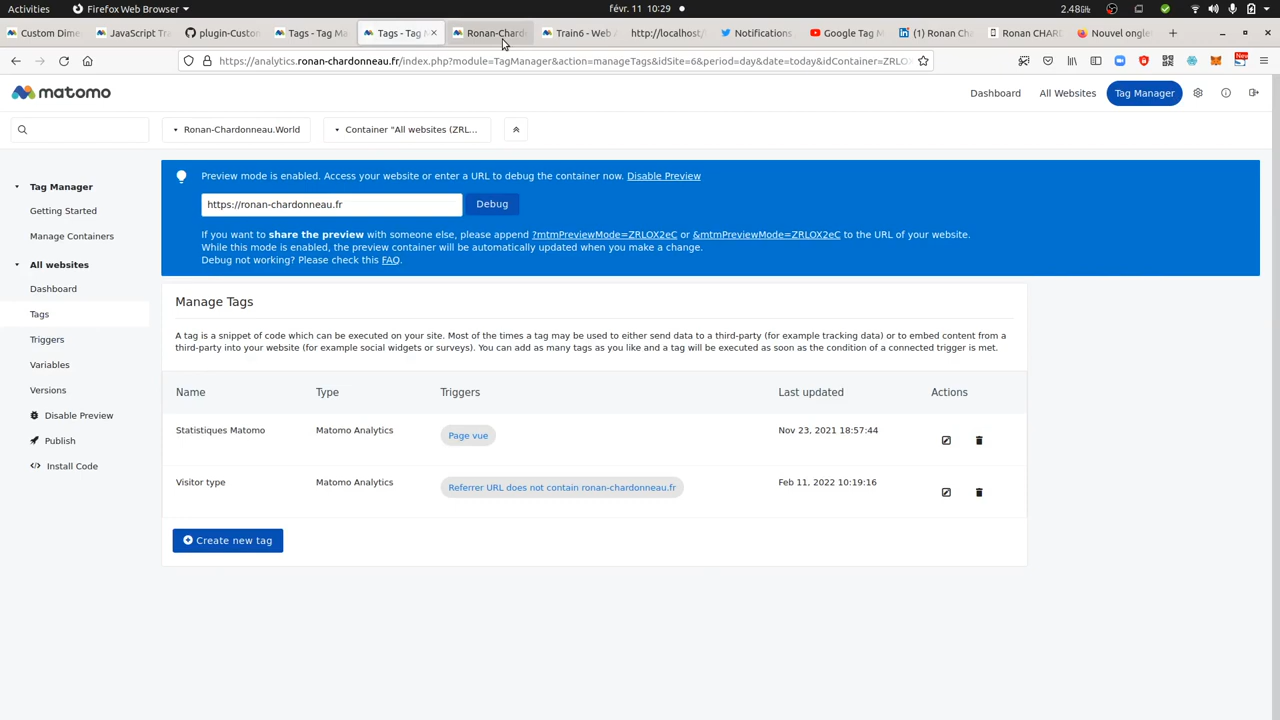 Activities Firefox Web Browser févr. 11 10:29 2.48GB
Custom Dime JavaScript Tra plugin-Custom Tags - Tag Ma Tags - Tag M Ronan-Chard Train6 - Web A http://localhost/ Notifications Google Tag M (1) Ronan Cha Ronan CHAR Nouvel ongle
https://analytics.ronan-chardonneau.fr/index.php?module=TagManager&action=manageTags&idSite=6&period=day&date=today&idContainer=ZRLO New
matomo Dashboard All Websites Tag Manager
Ronan-Chardonneau.World Container "All websites (ZRL...
Tag Manager
Getting Started
Manage Containers
All websites
Dashboard
Tags
Triggers
Variables
Versions
Disable Preview
Publish
Install Code
Preview mode is enabled. Access your website or enter a URL to debug the container now. Disable Preview
https://ronan-chardonneau.fr Debug
If you want to share the preview with someone else, please append ?mtmPreviewMode=ZRLOX2eC or &mtmPreviewMode=ZRLOX2eC to the URL of your website.
While this mode is enabled, the preview container will be automatically updated when you make a change.
Debug not working? Please check this FAQ.
Manage Tags
A tag is a snippet of code which can be executed on your site. Most of the times a tag may be used to either send data to a third-party (for example tracking data) or to embed content from a
third-party into your website (for example social widgets or surveys). You can add as many tags as you like and a tag will be executed as soon as the condition of a connected trigger is met.
Name Type Triggers Last updated Actions
Statistiques Matomo Matomo Analytics Page vue Nov 23, 2021 18:57:44
Visitor type Matomo Analytics Referrer URL does not contain ronan-chardonneau.fr Feb 11, 2022 10:19:16
Create new tag